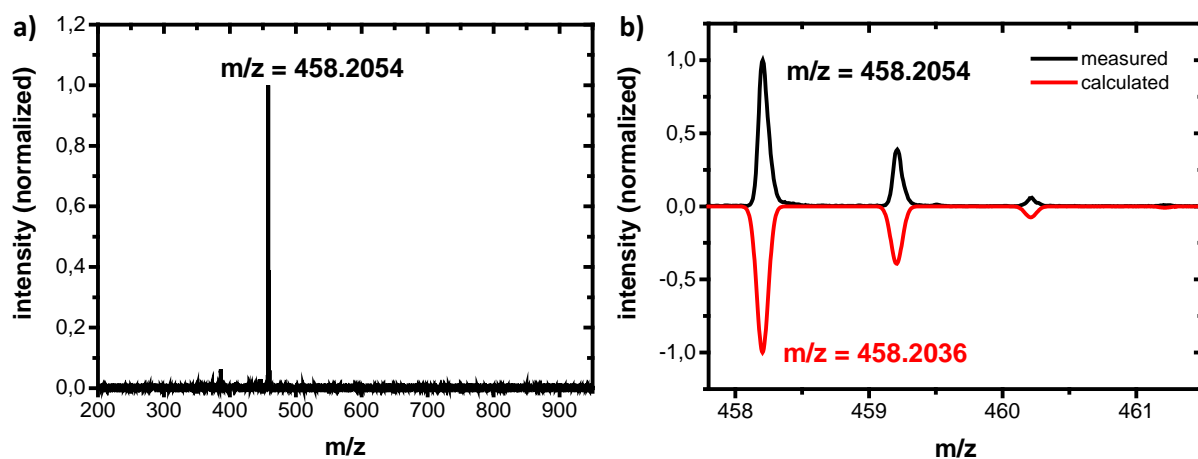 a)
1,2
1,0
0,8
0,6
0,4
0,2
0,0
intensity (normalized)
m/z = 458.2054
200 300 400 500 600 700 800 900
m/z
b)
1,0
0,5
0,0
-0,5
-1,0
intensity (normalized)
m/z = 458.2054
measured
calculated
m/z = 458.2036
458 459 460 461
m/z